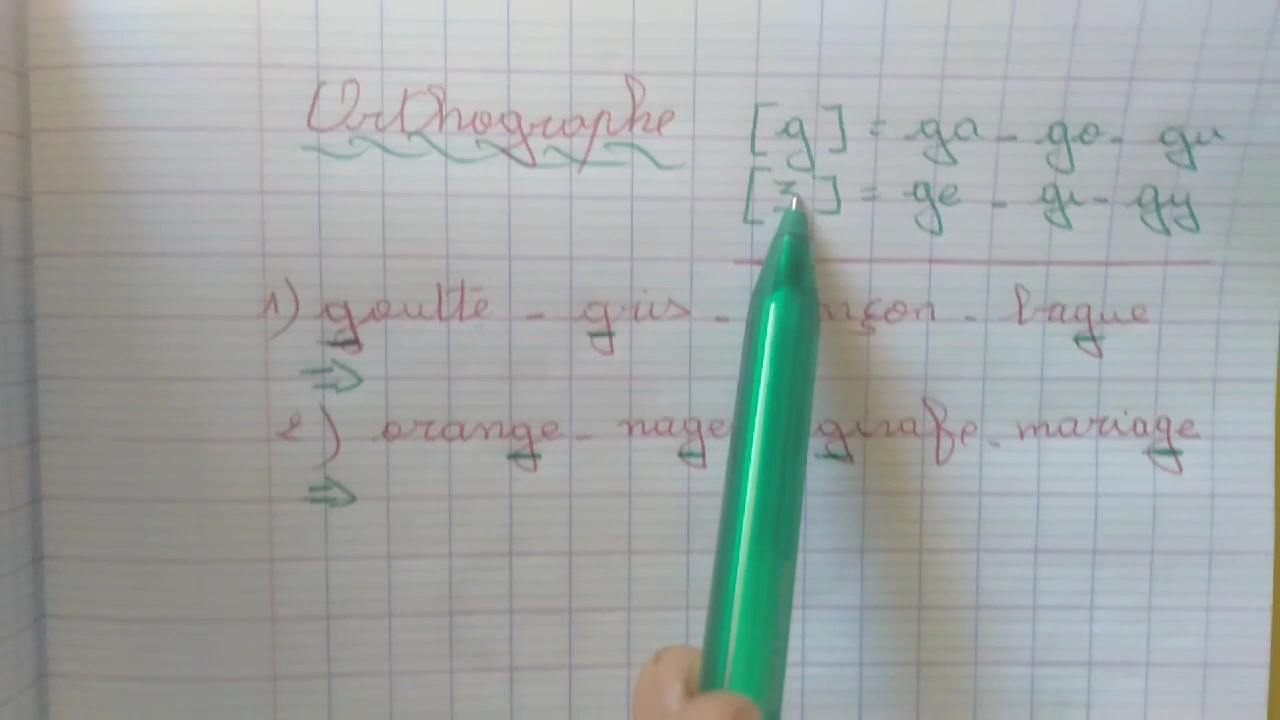 Orthographe
[g] = ga - go - gu
[ʒ] = ge - gi - gy
1) goutte - gris - - bague
⇒
2) orange - nage girafe - mariage
⇒